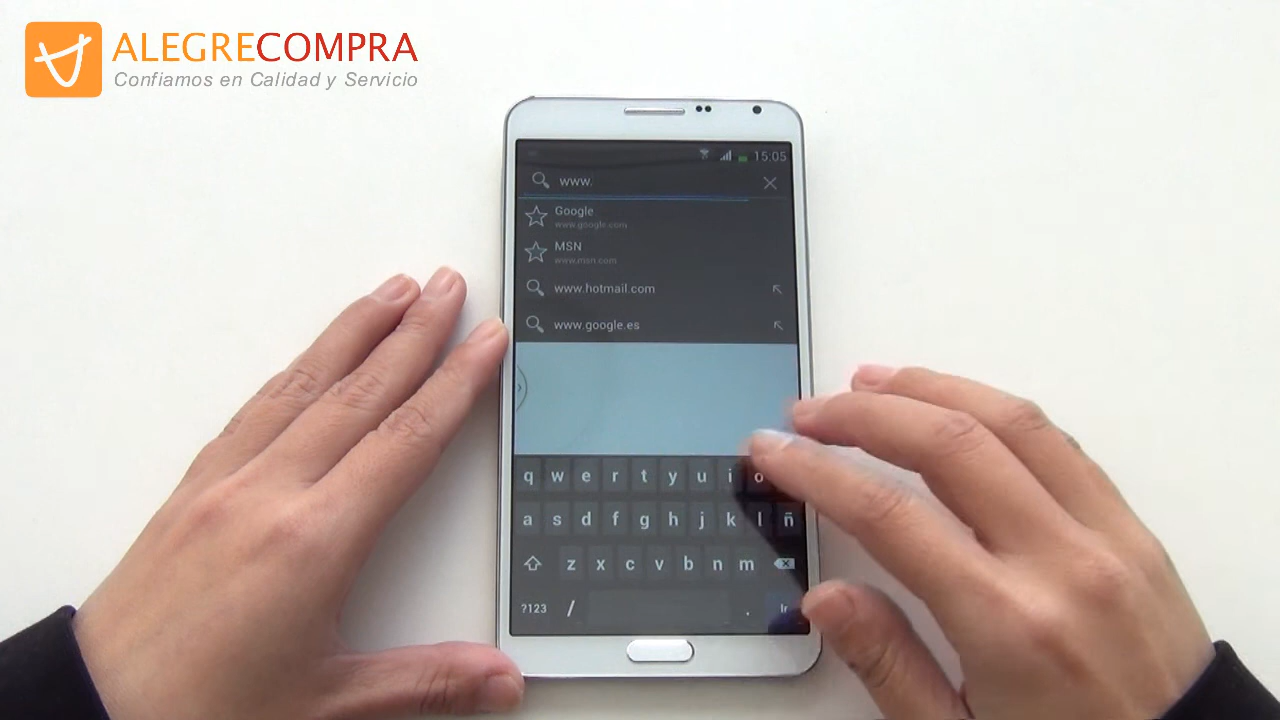 ALEGRECOMPRA
Confiamos en Calidad y Servicio
15:05
www.
Google
www.google.com
MSN
www.msn.com
www.hotmail.com
www.google.es
q w e r t y u i o
a s d f g h j k l ñ
z x c v b n m
?123 / . Ir